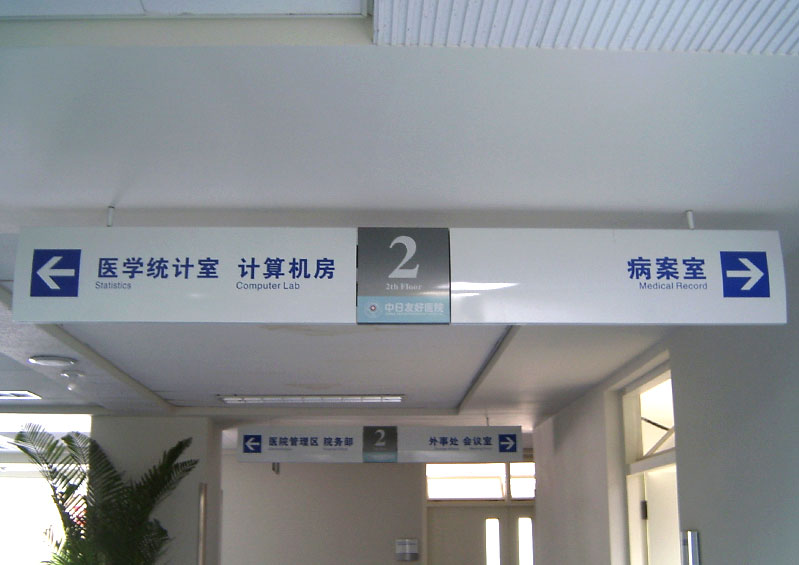 医学统计室 计算机房
Statistics Computer Lab
2
2th Floor
中日友好医院
病案室
Medical Record
医院管理区 院务部
2
外事处 会议室